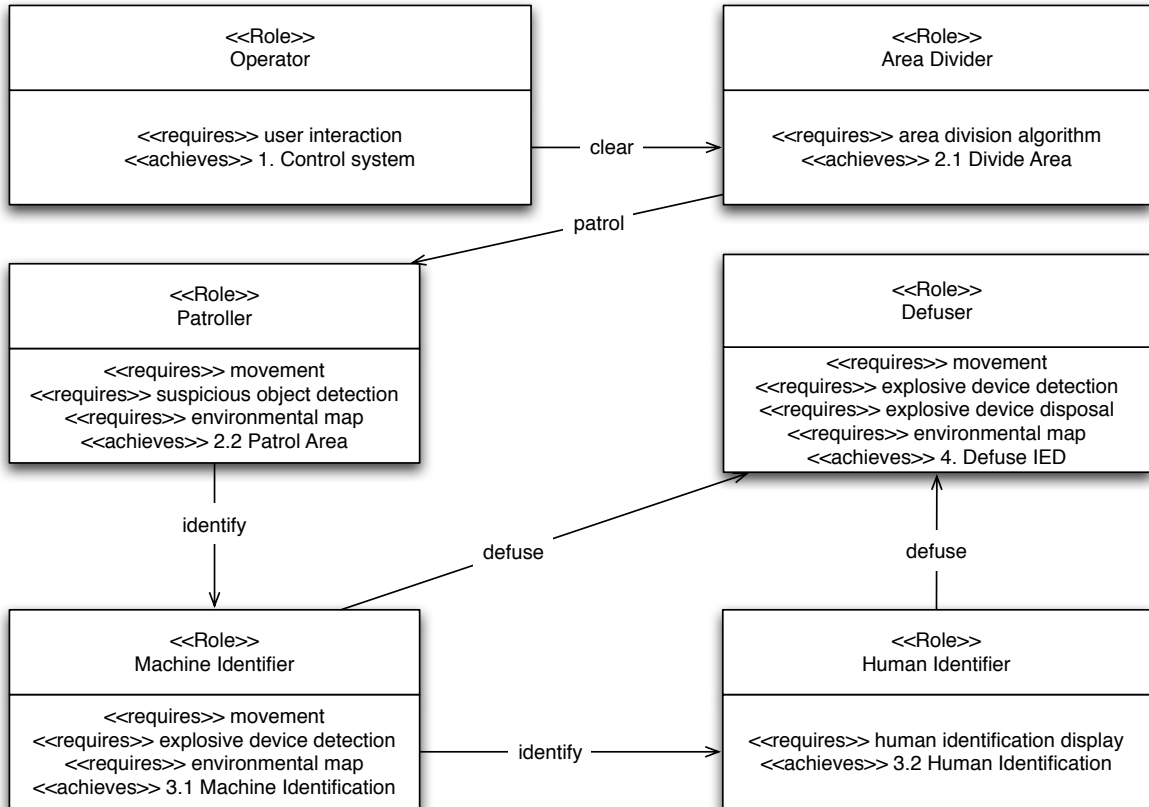 <<Role>>
Operator
<<requires>> user interaction
<<achieves>> 1. Control system
clear
<<Role>>
Area Divider
<<requires>> area division algorithm
<<achieves>> 2.1 Divide Area
patrol
<<Role>>
Patroller
<<requires>> movement
<<requires>> suspicious object detection
<<requires>> environmental map
<<achieves>> 2.2 Patrol Area
<<Role>>
Defuser
<<requires>> movement
<<requires>> explosive device detection
<<requires>> explosive device disposal
<<requires>> environmental map
<<achieves>> 4. Defuse IED
identify
defuse
defuse
<<Role>>
Machine Identifier
<<requires>> movement
<<requires>> explosive device detection
<<requires>> environmental map
<<achieves>> 3.1 Machine Identification
identify
<<Role>>
Human Identifier
<<requires>> human identification display
<<achieves>> 3.2 Human Identification